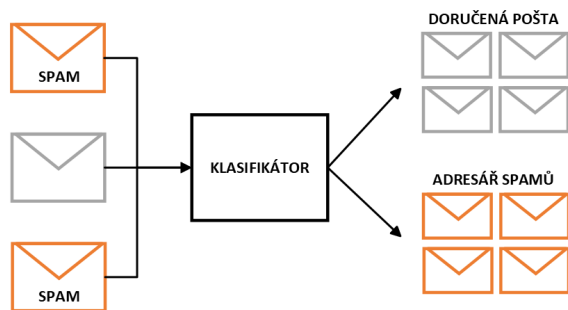 SPAM
SPAM
KLASIFIKÁTOR
DORUČENÁ POŠTA
ADRESÁŘ SPAMŮ